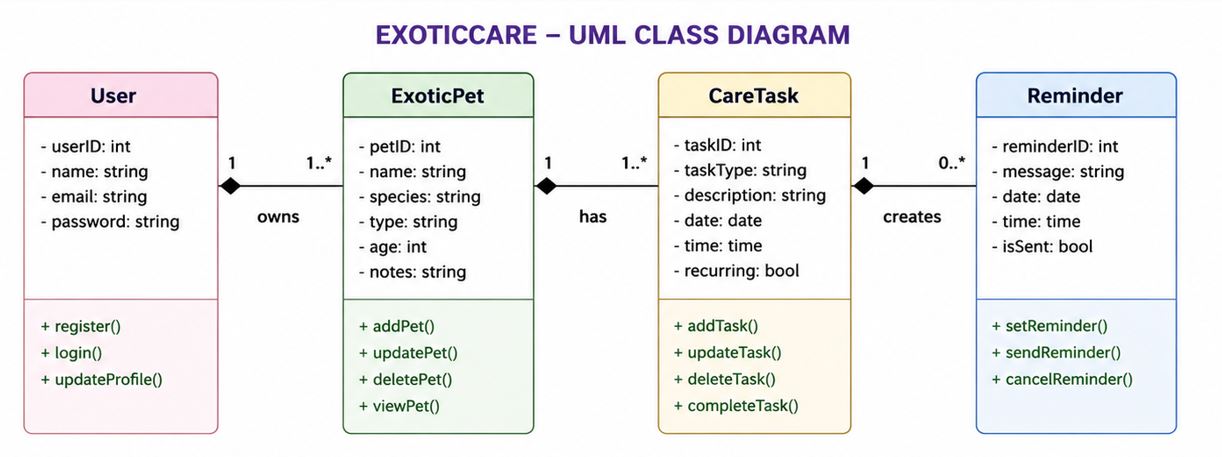 EXOTICCARE – UML CLASS DIAGRAM
User
- userID: int
- name: string
- email: string
- password: string
+ register()
+ login()
+ updateProfile()
1
1..*
owns
ExoticPet
- petID: int
- name: string
- species: string
- type: string
- age: int
- notes: string
+ addPet()
+ updatePet()
+ deletePet()
+ viewPet()
1
1..*
has
CareTask
- taskID: int
- taskType: string
- description: string
- date: date
- time: time
- recurring: bool
+ addTask()
+ updateTask()
+ deleteTask()
+ completeTask()
1
0..*
creates
Reminder
- reminderID: int
- message: string
- date: date
- time: time
- isSent: bool
+ setReminder()
+ sendReminder()
+ cancelReminder()